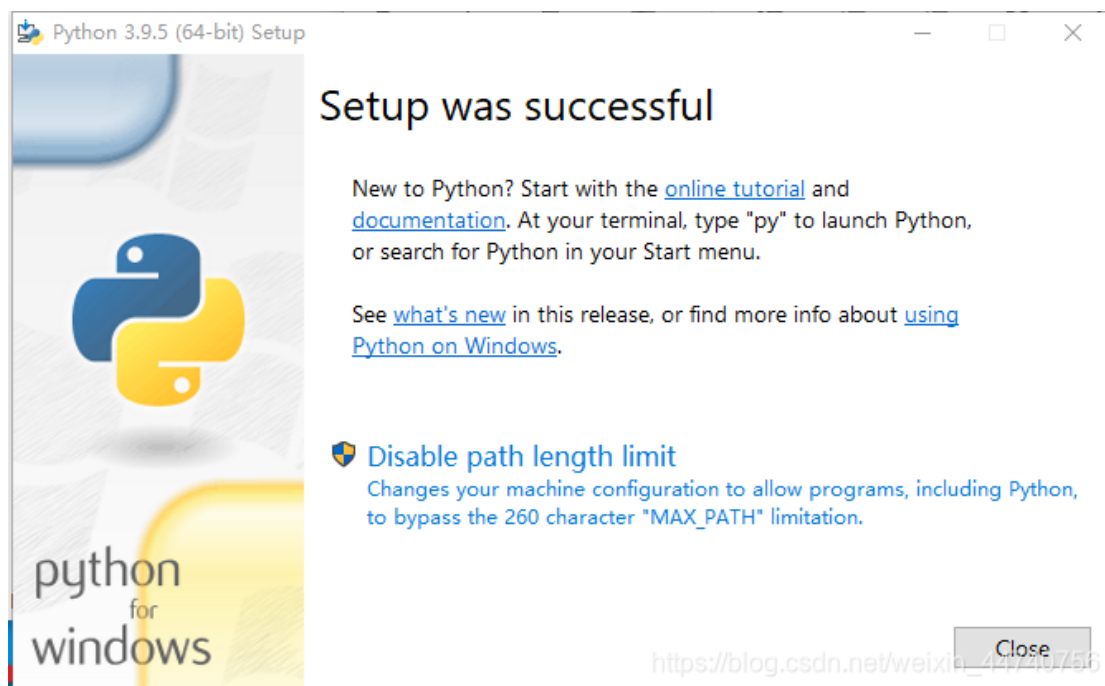 Python 3.9.5 (64-bit) Setup
Setup was successful
New to Python? Start with the online tutorial and
documentation. At your terminal, type "py" to launch Python,
or search for Python in your Start menu.
See what's new in this release, or find more info about using
Python on Windows.
Disable path length limit
Changes your machine configuration to allow programs, including Python,
to bypass the 260 character "MAX_PATH" limitation.
python
for
windows
Close
https://blog.csdn.net/weixin_44740756